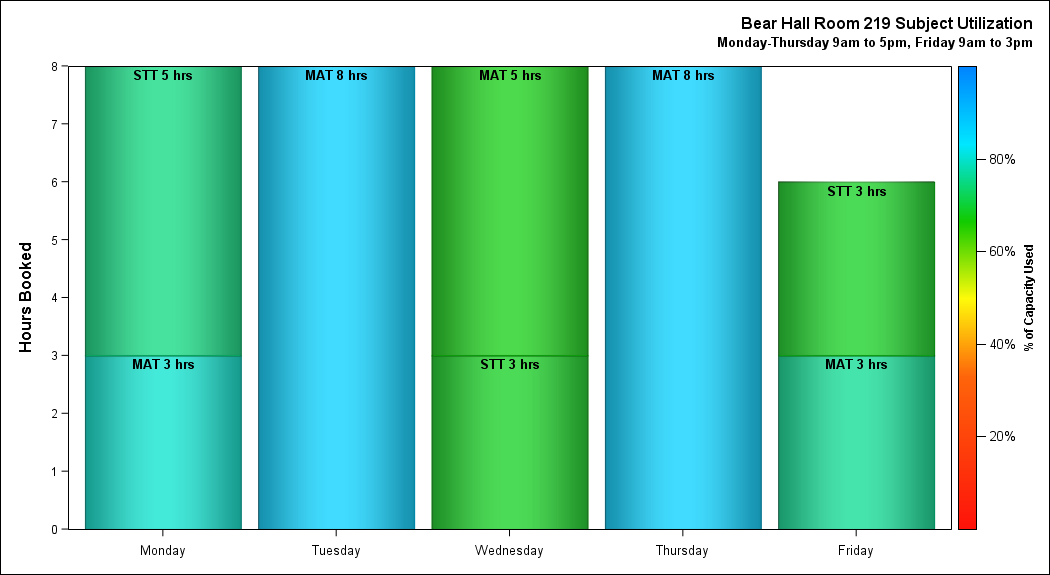 Bear Hall Room 219 Subject Utilization
Monday-Thursday 9am to 5pm, Friday 9am to 3pm
Hours Booked
8
7
6
5
4
3
2
1
0
STT 5 hrs
MAT 3 hrs
MAT 8 hrs
MAT 5 hrs
STT 3 hrs
MAT 8 hrs
STT 3 hrs
MAT 3 hrs
Monday
Tuesday
Wednesday
Thursday
Friday
80%
60%
40%
20%
% of Capacity Used